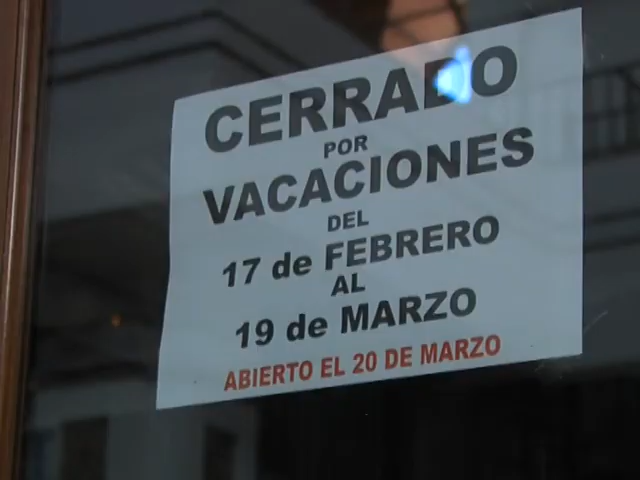 CERRADO
POR
VACACIONES
DEL
17 de FEBRERO
AL
19 de MARZO
ABIERTO EL 20 DE MARZO